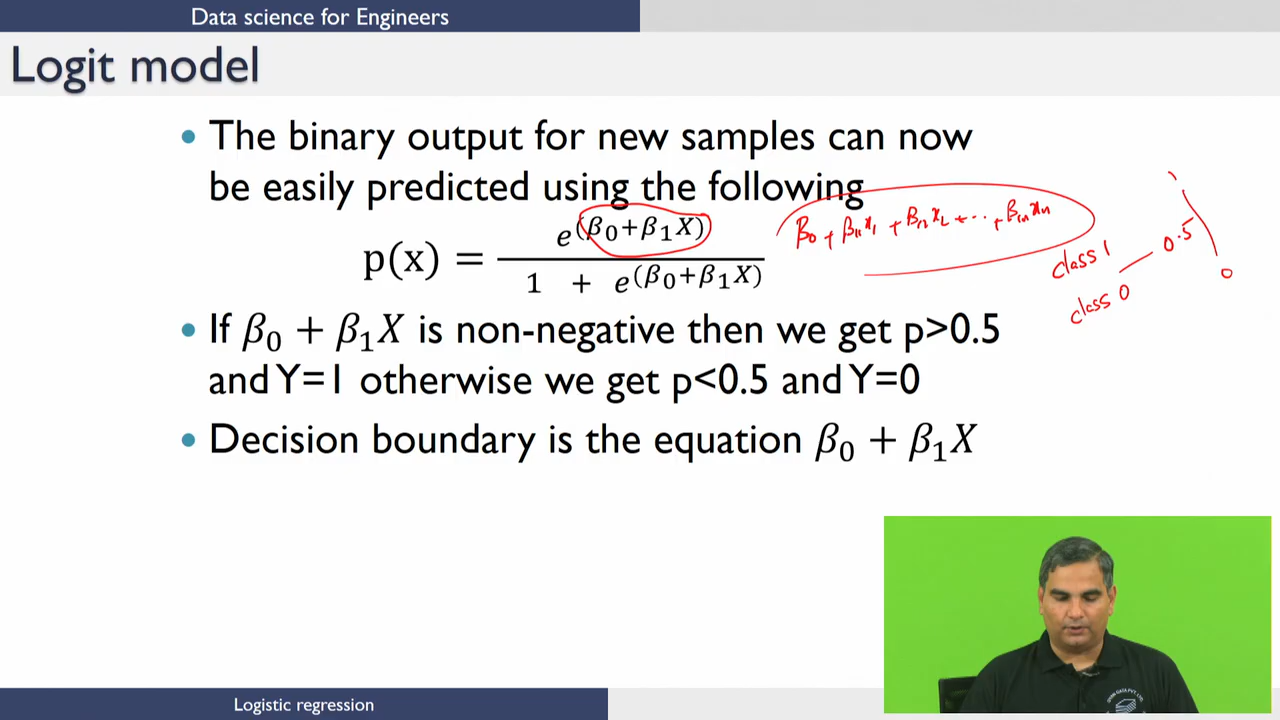 Data science for Engineers
Logit model
• The binary output for new samples can now
be easily predicted using the following
p(x) = e^(β₀+β₁X) / 1 + e^(β₀+β₁X)
β₀ + β₁₁x₁ + β₁₂x₂ + ... + β₁ₙxₙ
class 1
0.5
class 0
0
• If β₀ + β₁X is non-negative then we get p>0.5
and Y=1 otherwise we get p<0.5 and Y=0
• Decision boundary is the equation β₀ + β₁X
Logistic regression